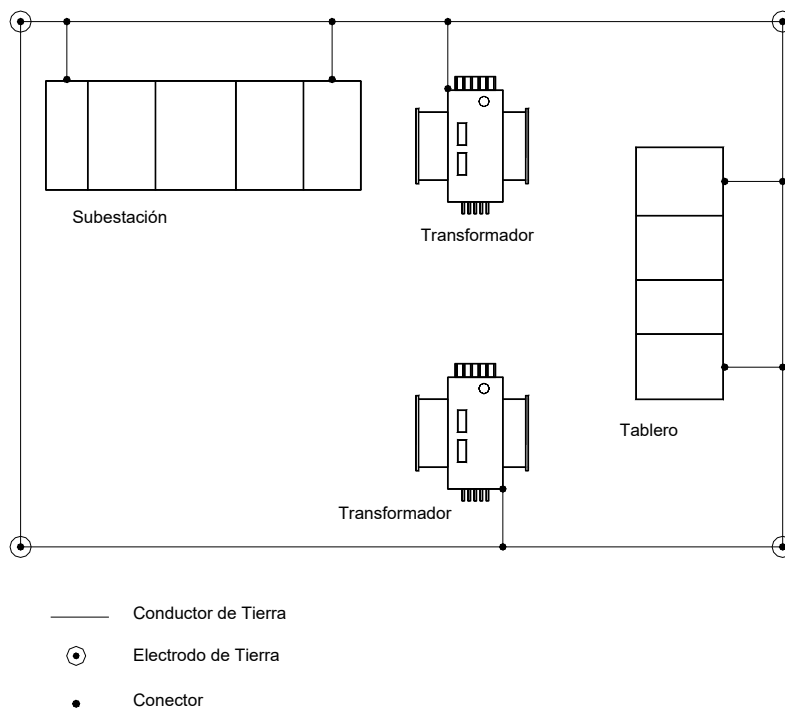 Subestación
Transformador
Tablero
Transformador
Conductor de Tierra
Electrodo de Tierra
Conector